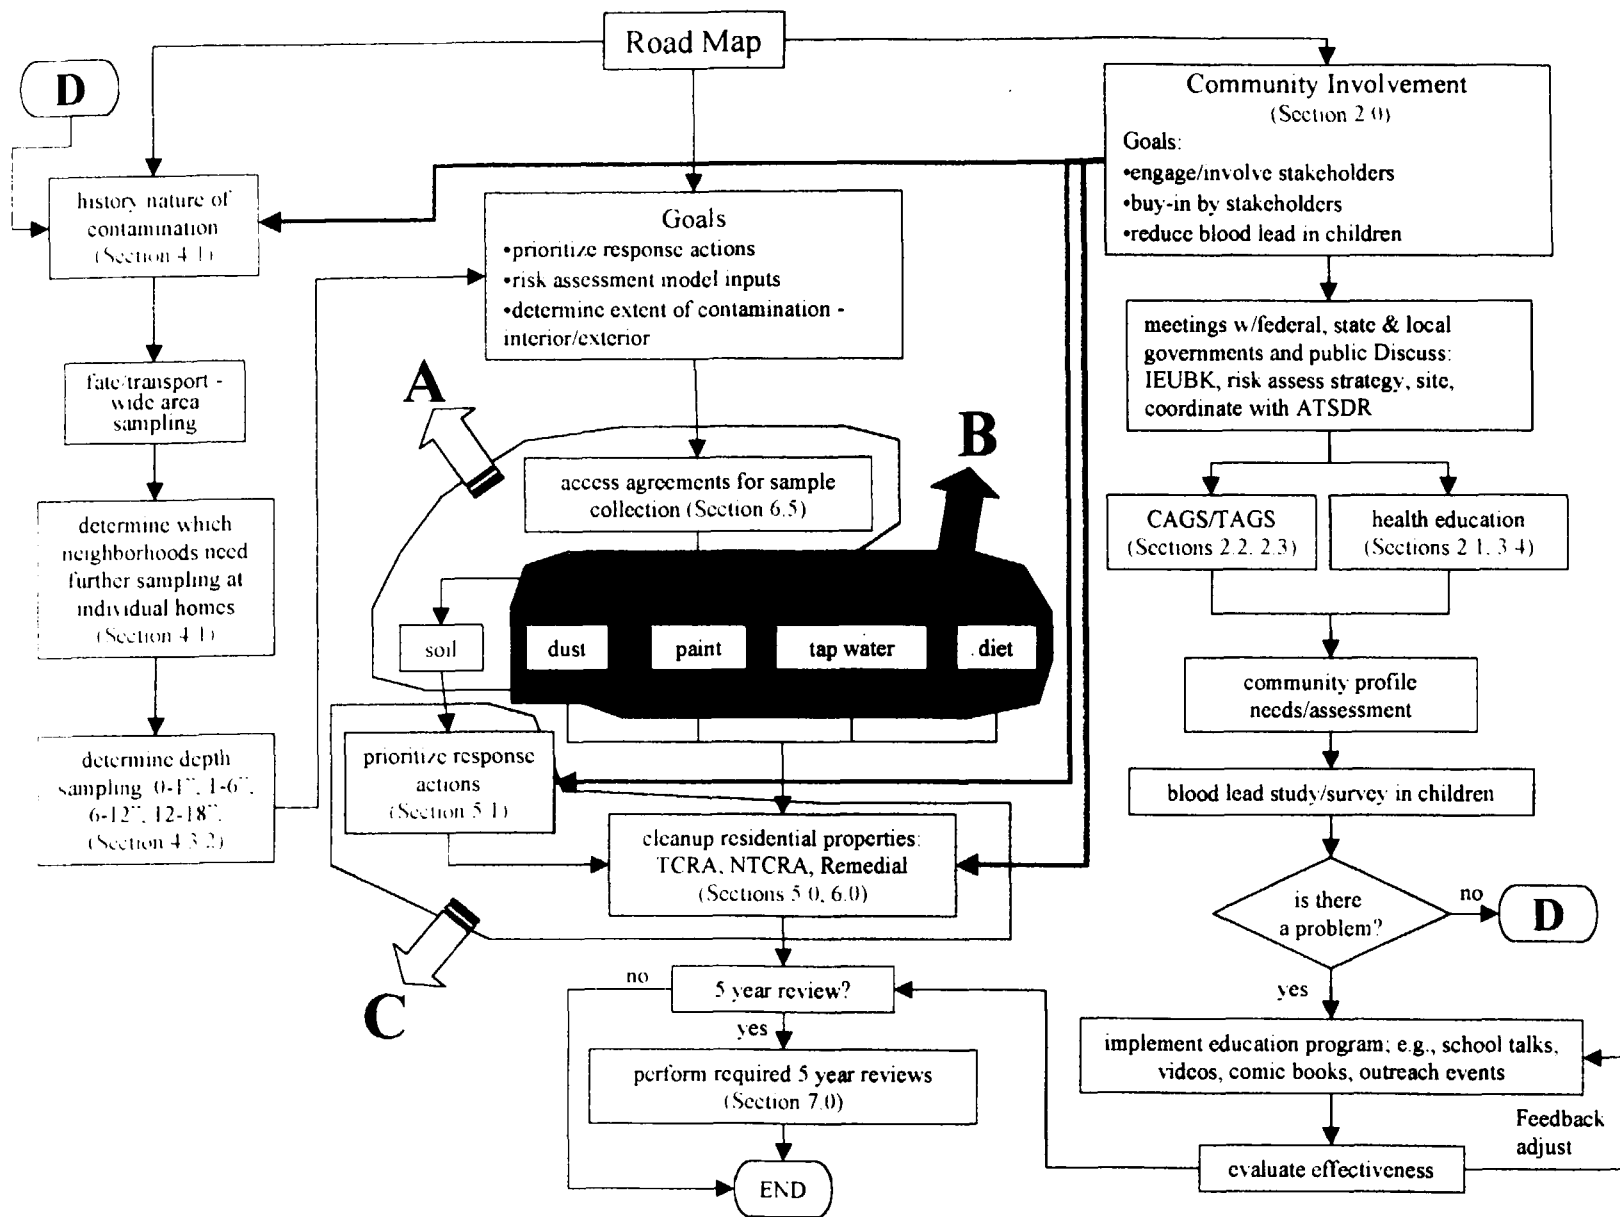 Road Map
D
history nature of
contamination
(Section 4.1)
fate/transport -
wide area
sampling
determine which
neighborhoods need
further sampling at
individual homes
(Section 4.1)
determine depth
sampling 0-1", 1-6",
6-12", 12-18",
(Section 4.3.2)
Goals
•prioritize response actions
•risk assessment model inputs
•determine extent of contamination -
interior/exterior
A
access agreements for sample
collection (Section 6.5)
B
soil
dust
paint
tap water
diet
prioritize response
actions
(Section 5.1)
cleanup residential properties:
TCRA, NTCRA, Remedial
(Sections 5.0, 6.0)
C
no
5 year review?
yes
perform required 5 year reviews
(Section 7.0)
END
Community Involvement
(Section 2.0)
Goals:
•engage/involve stakeholders
•buy-in by stakeholders
•reduce blood lead in children
meetings w/federal, state & local
governments and public Discuss:
IEUBK, risk assess strategy, site,
coordinate with ATSDR
CAGS/TAGS
(Sections 2.2, 2.3)
health education
(Sections 2.1, 3.4)
community profile
needs/assessment
blood lead study/survey in children
is there
a problem?
no
D
yes
implement education program; e.g., school talks,
videos, comic books, outreach events
Feedback
adjust
evaluate effectiveness